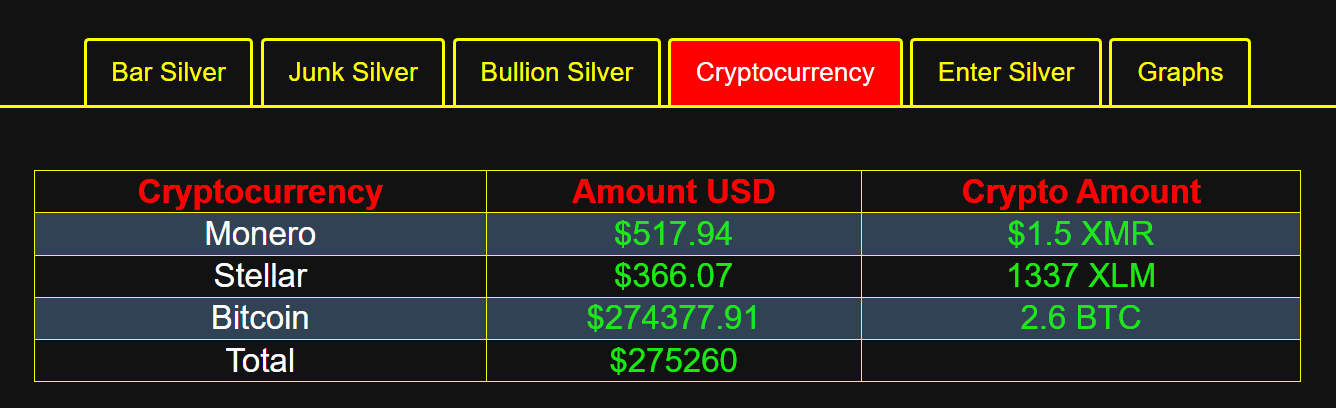 Bar Silver Junk Silver Bullion Silver Cryptocurrency Enter Silver Graphs
Cryptocurrency Amount USD Crypto Amount
Monero $517.94 $1.5 XMR
Stellar $366.07 1337 XLM
Bitcoin $274377.91 2.6 BTC
Total $275260